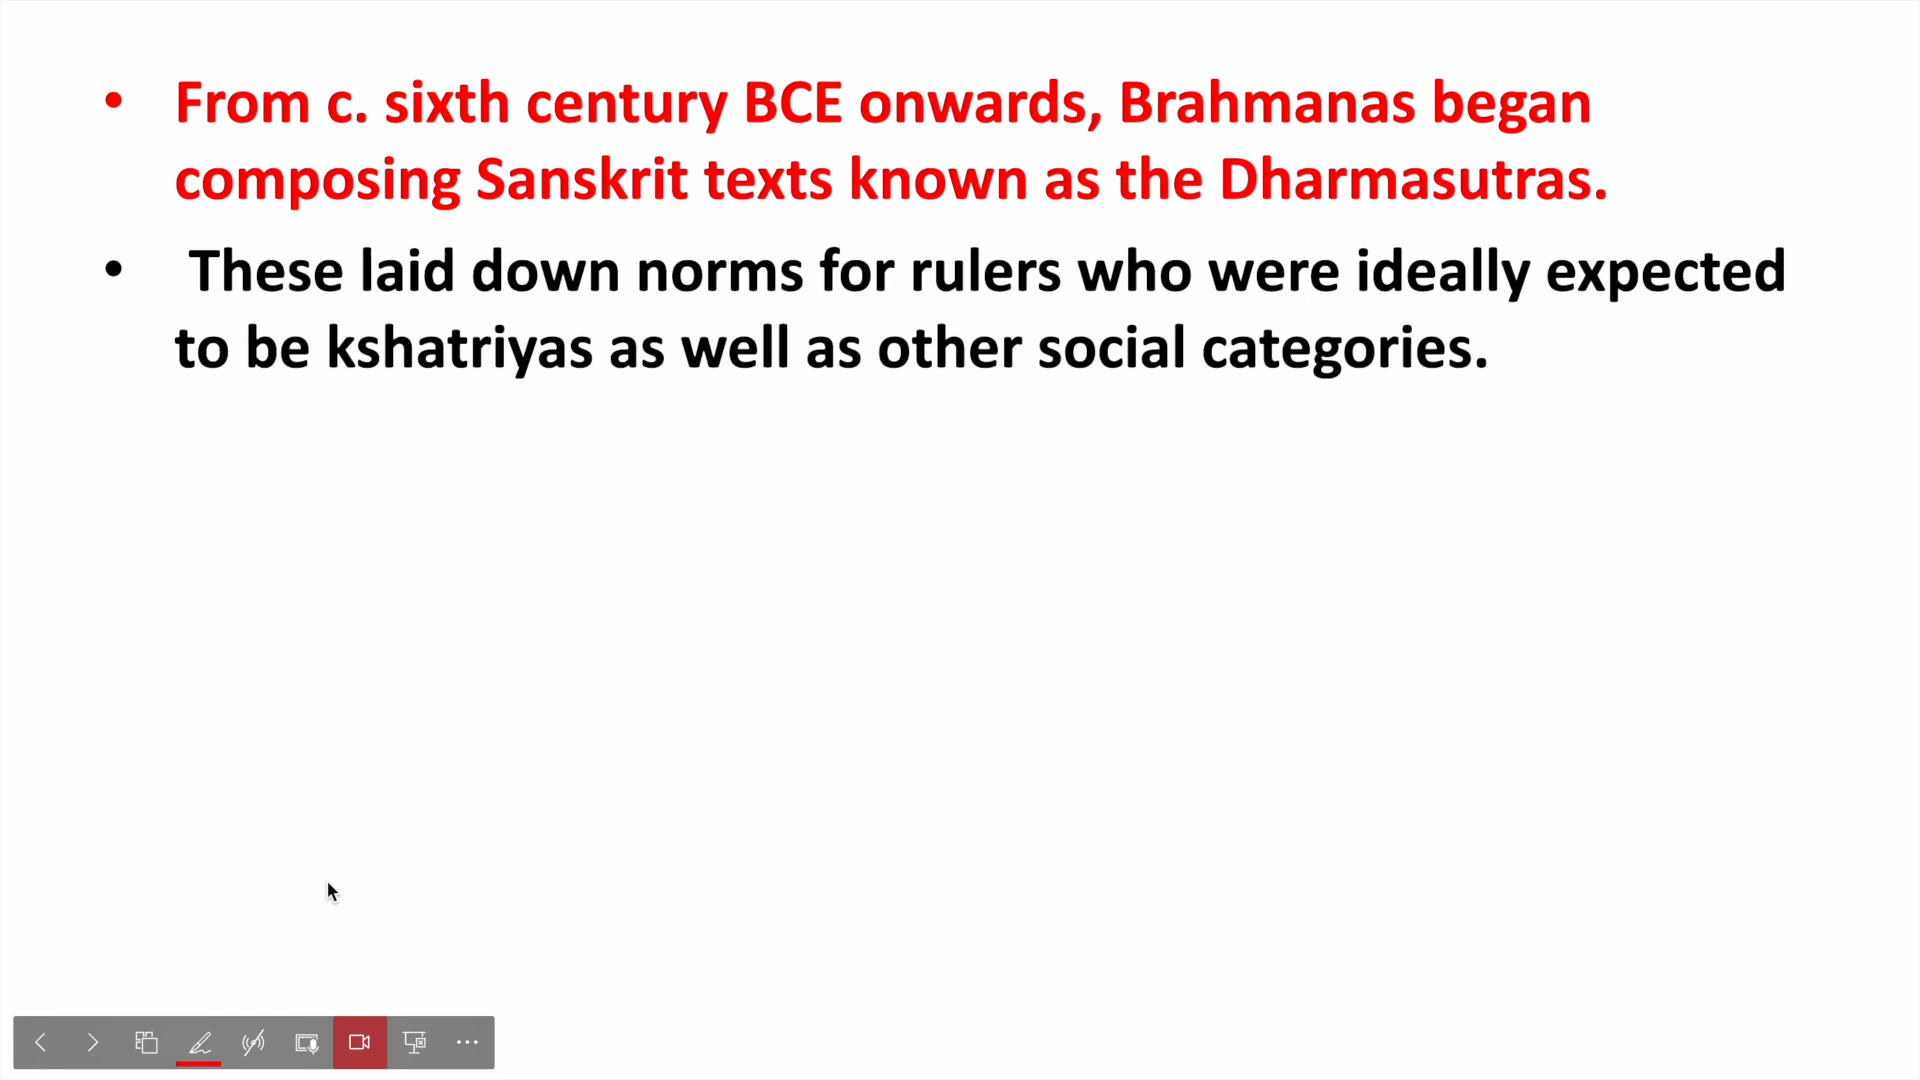 • From c. sixth century BCE onwards, Brahmanas began
composing Sanskrit texts known as the Dharmasutras.
• These laid down norms for rulers who were ideally expected
to be kshatriyas as well as other social categories.